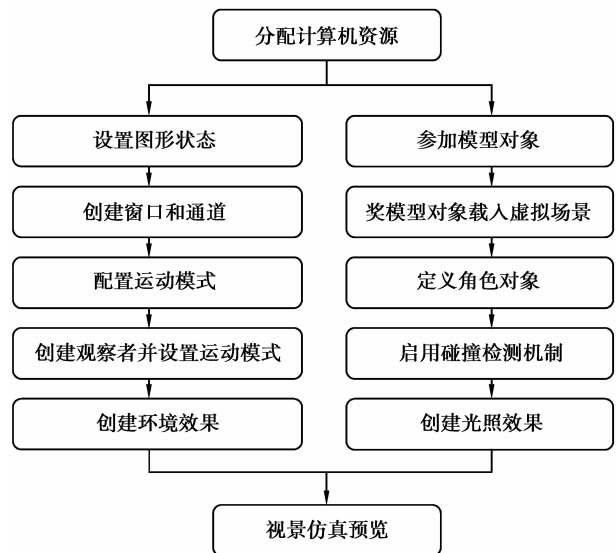 分配计算机资源
设置图形状态
创建窗口和通道
配置运动模式
创建观察者并设置运动模式
创建环境效果
参加模型对象
奖模型对象载入虚拟场景
定义角色对象
启用碰撞检测机制
创建光照效果
视景仿真预览